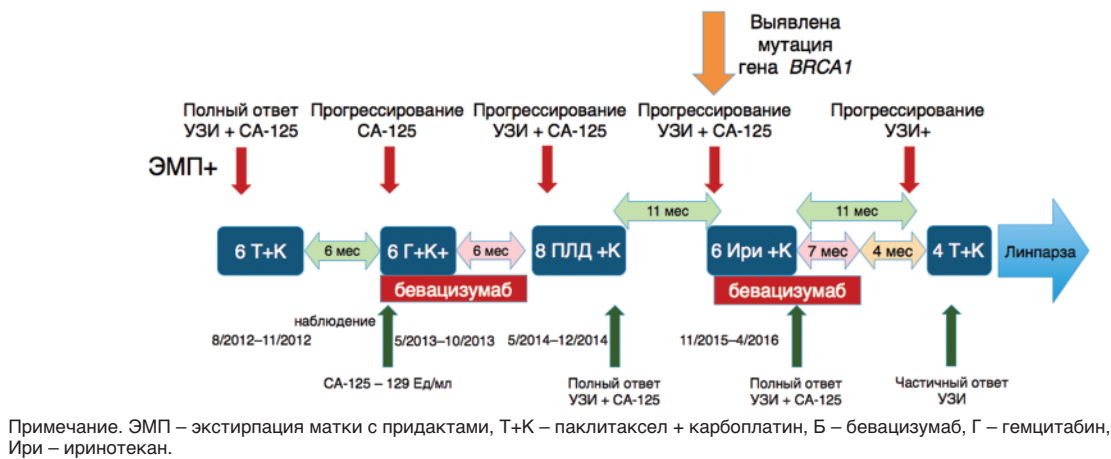 Выявлена
мутация
гена BRCA1
Полный ответ
УЗИ + СА-125
Прогрессирование
СА-125
Прогрессирование
УЗИ + СА-125
Прогрессирование
УЗИ + СА-125
Прогрессирование
УЗИ+
ЭМП+
6 Т+К
6 мес
6 Г+К+
6 мес
8 ПЛД +К
11 мес
6 Ири +К
7 мес
11 мес
4 мес
4 Т+К
Линпарза
бевацизумаб
бевацизумаб
наблюдение
8/2012–11/2012
5/2013–10/2013
5/2014–12/2014
11/2015–4/2016
СА-125 – 129 Ед/мл
Полный ответ
УЗИ + СА-125
Полный ответ
УЗИ + СА-125
Частичный ответ
УЗИ
Примечание. ЭМП – экстирпация матки с придактами, Т+К – паклитаксел + карбоплатин, Б – бевацизумаб, Г – гемцитабин,
Ири – иринотекан.